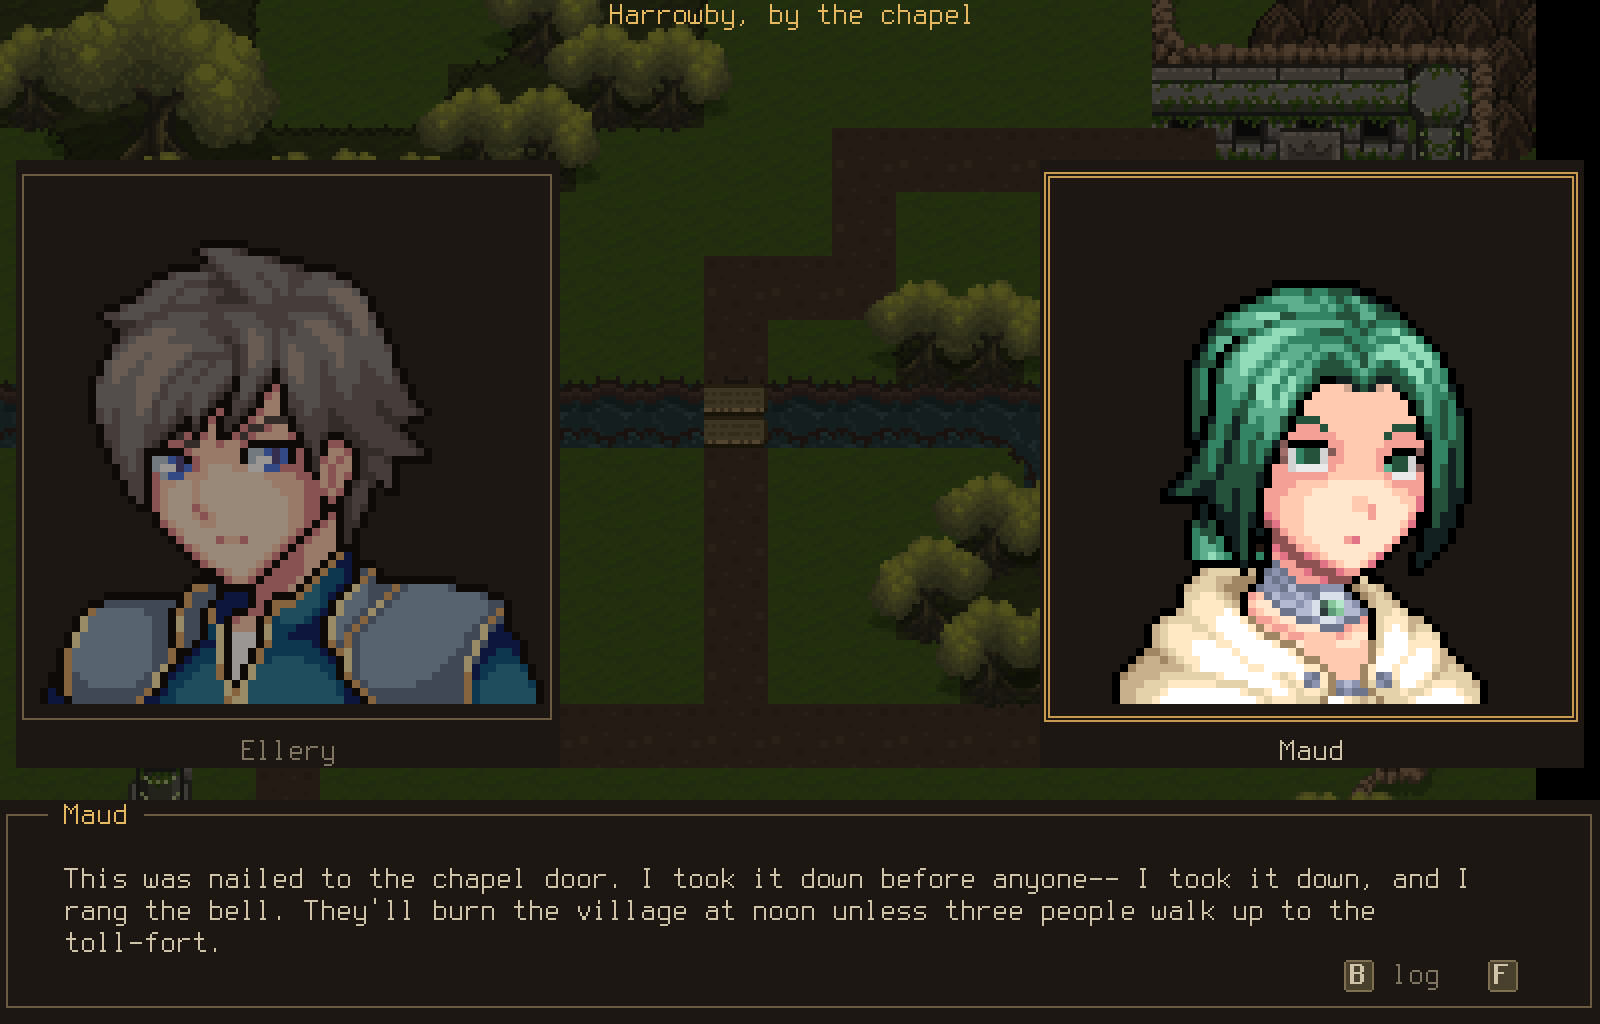 Harrowby, by the chapel
Ellery
Maud
Maud
This was nailed to the chapel door. I took it down before anyone-- I took it down, and I
rang the bell. They'll burn the village at noon unless three people walk up to the
toll-fort.
B log F